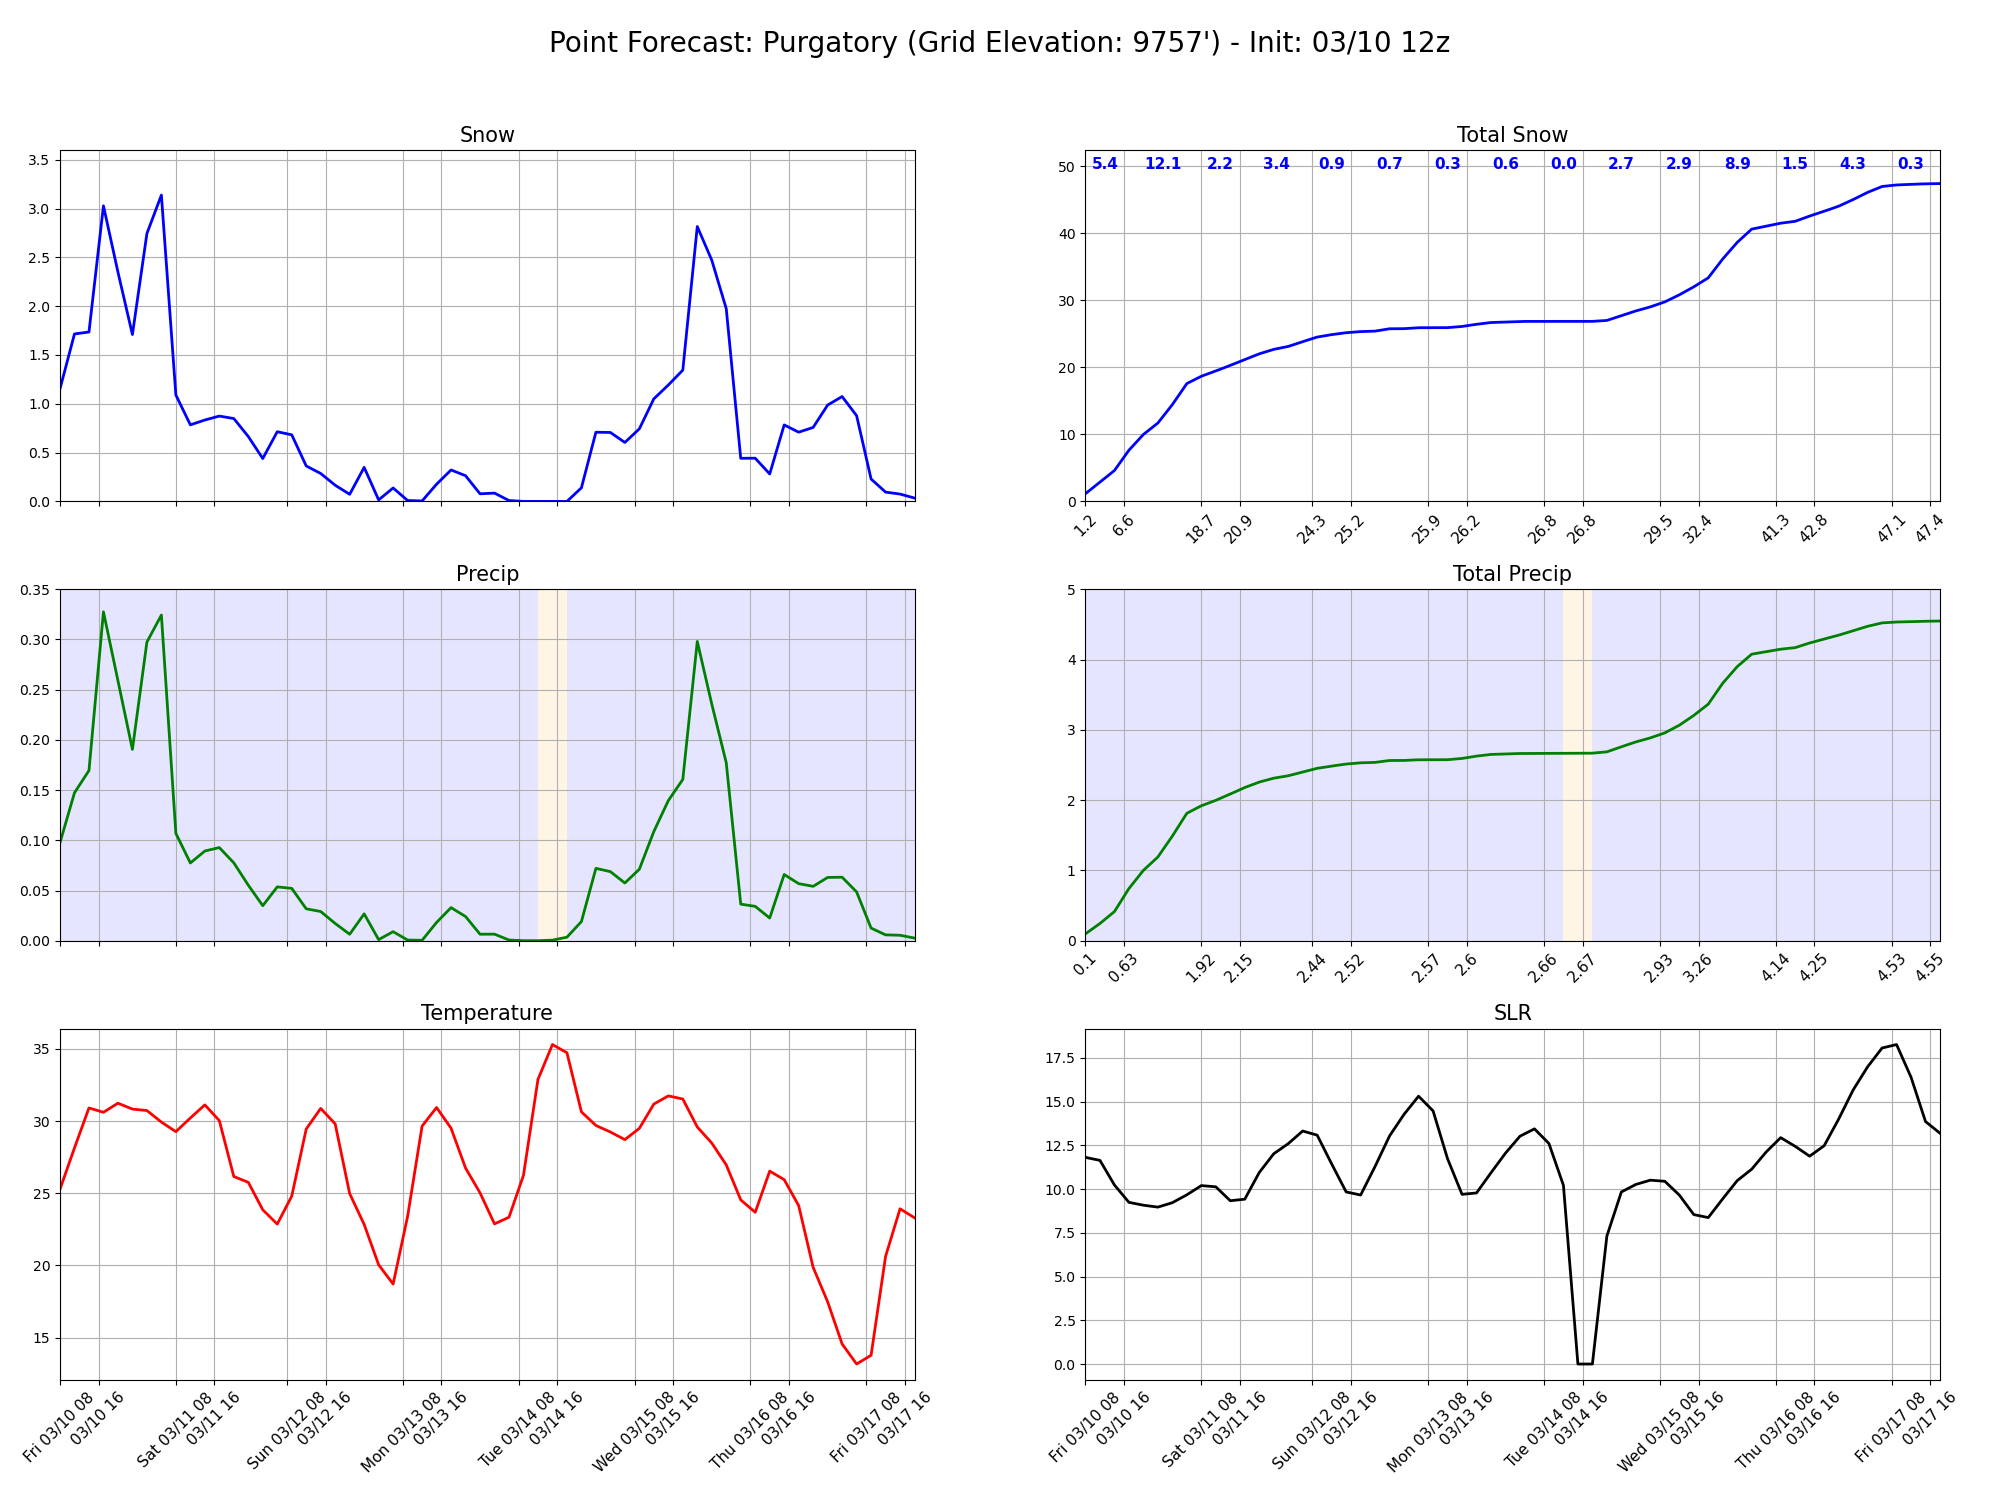 Point Forecast: Purgatory (Grid Elevation: 9757') - Init: 03/10 12z
Snow
3.5
3.0
2.5
2.0
1.5
1.0
0.5
0.0
Total Snow
5.4 12.1 2.2 3.4 0.9 0.7 0.3 0.6 0.0 2.7 2.9 8.9 1.5 4.3 0.3
50
40
30
20
10
0
1.2 6.6 18.7 20.9 24.3 25.2 25.9 26.2 26.8 26.8 29.5 32.4 41.3 42.8 47.1 47.4
Precip
0.35
0.30
0.25
0.20
0.15
0.10
0.05
0.00
Total Precip
5
4
3
2
1
0
0.1 0.63 1.92 2.15 2.44 2.52 2.57 2.6 2.66 2.67 2.93 3.26 4.14 4.25 4.53 4.55
Temperature
35
30
25
20
15
Fri 03/10 08
03/10 16
Sat 03/11 08
03/11 16
Sun 03/12 08
03/12 16
Mon 03/13 08
03/13 16
Tue 03/14 08
03/14 16
Wed 03/15 08
03/15 16
Thu 03/16 08
03/16 16
Fri 03/17 08
03/17 16
SLR
17.5
15.0
12.5
10.0
7.5
5.0
2.5
0.0
Fri 03/10 08
03/10 16
Sat 03/11 08
03/11 16
Sun 03/12 08
03/12 16
Mon 03/13 08
03/13 16
Tue 03/14 08
03/14 16
Wed 03/15 08
03/15 16
Thu 03/16 08
03/16 16
Fri 03/17 08
03/17 16